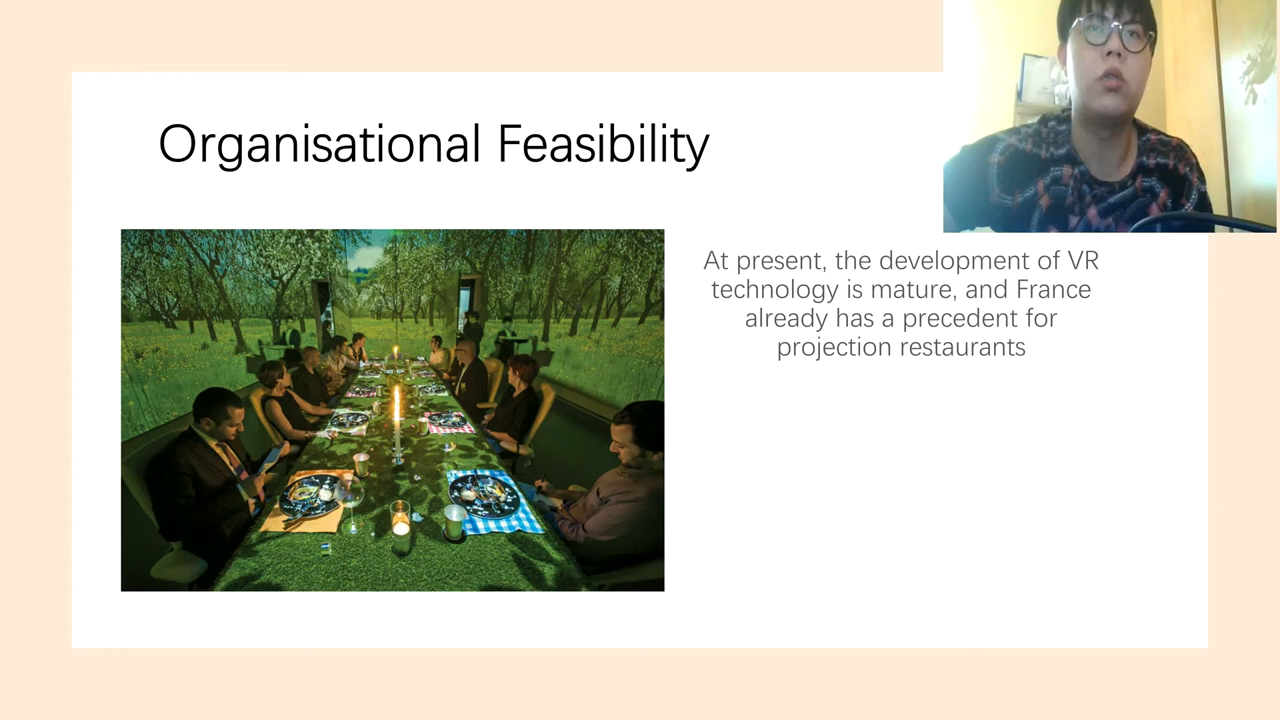 Organisational Feasibility
At present, the development of VR
technology is mature, and France
already has a precedent for
projection restaurants